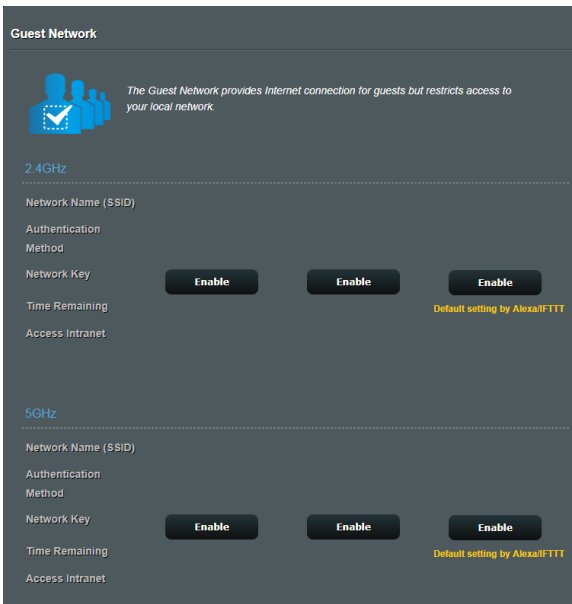 Guest Network
The Guest Network provides Internet connection for guests but restricts access to
your local network.
2.4GHz
Network Name (SSID)
Authentication
Method
Network Key
Enable
Enable
Enable
Time Remaining
Default setting by Alexa/IFTTT
Access Intranet
5GHz
Network Name (SSID)
Authentication
Method
Network Key
Enable
Enable
Enable
Time Remaining
Default setting by Alexa/IFTTT
Access Intranet